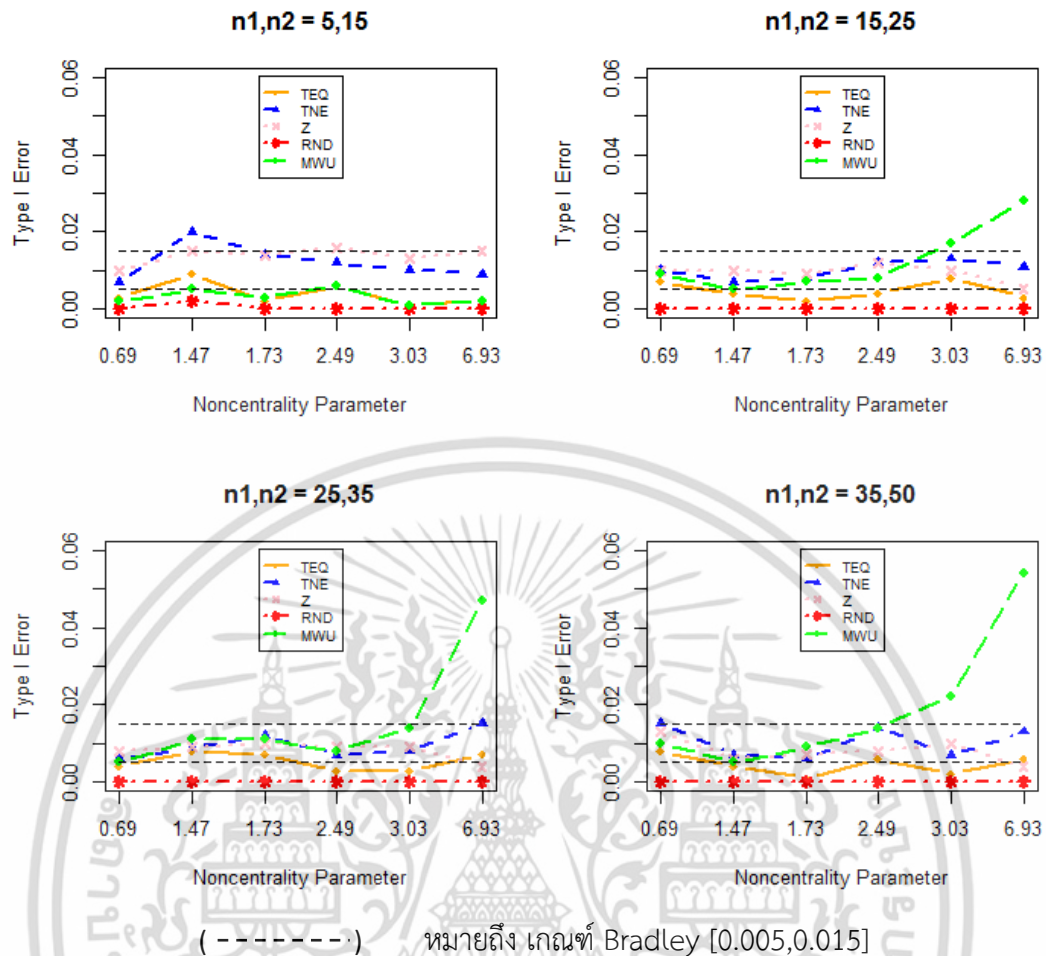 n1,n2 = 5,15
Type I Error
0.00 0.02 0.04 0.06
TEQ
TNE
Z
RND
MWU
0.69 1.47 1.73 2.49 3.03 6.93
Noncentrality Parameter
n1,n2 = 15,25
Type I Error
0.00 0.02 0.04 0.06
TEQ
TNE
Z
RND
MWU
0.69 1.47 1.73 2.49 3.03 6.93
Noncentrality Parameter
n1,n2 = 25,35
Type I Error
0.00 0.02 0.04 0.06
TEQ
TNE
Z
RND
MWU
0.69 1.47 1.73 2.49 3.03 6.93
Noncentrality Parameter
n1,n2 = 35,50
Type I Error
0.00 0.02 0.04 0.06
TEQ
TNE
Z
RND
MWU
0.69 1.47 1.73 2.49 3.03 6.93
Noncentrality Parameter
( - - - - - - - ) หมายถึง เกณฑ์ Bradley [0.005,0.015]